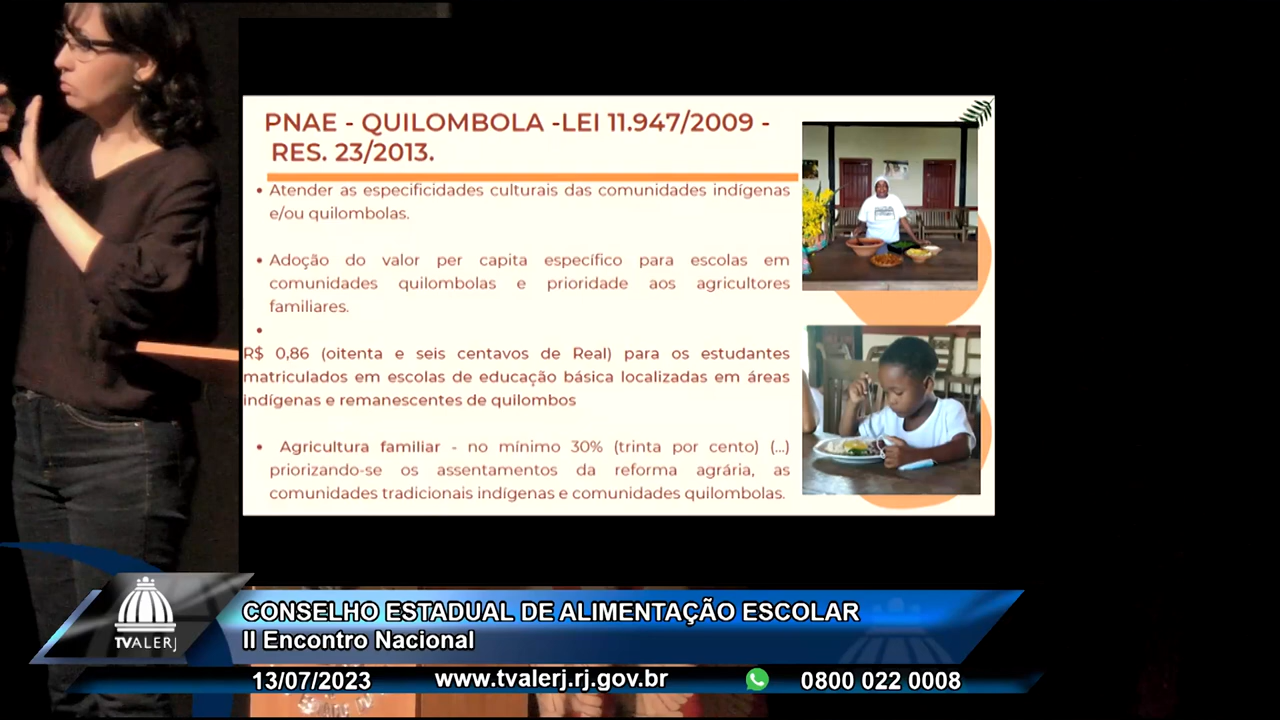 PNAE - QUILOMBOLA -LEI 11.947/2009 -
RES. 23/2013.
• Atender as especificidades culturais das comunidades indígenas
e/ou quilombolas.
• Adoção do valor per capita específico para escolas em
comunidades quilombolas e prioridade aos agricultores
familiares.
•
R$ 0,86 (oitenta e seis centavos de Real) para os estudantes
matriculados em escolas de educação básica localizadas em áreas
indígenas e remanescentes de quilombos
• Agricultura familiar - no mínimo 30% (trinta por cento) (...)
priorizando-se os assentamentos da reforma agrária, as
comunidades tradicionais indígenas e comunidades quilombolas.
TVALERJ
CONSELHO ESTADUAL DE ALIMENTAÇÃO ESCOLAR
II Encontro Nacional
13/07/2023 www.tvalerj.rj.gov.br 0800 022 0008